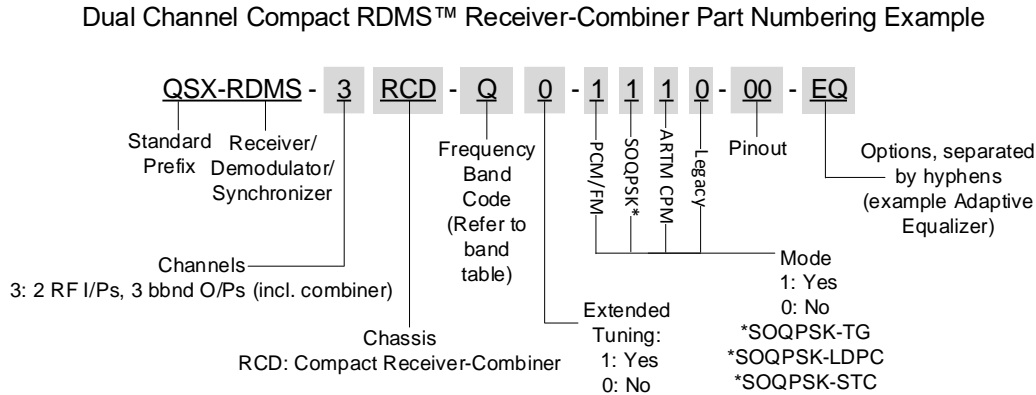 Dual Channel Compact RDMS™ Receiver-Combiner Part Numbering Example
QSX-RDMS - 3 RCD - Q 0 - 1 1 1 0 - 00 - EQ
Standard
Prefix
Receiver/
Demodulator/
Synchronizer
Frequency
Band
Code
(Refer to
band
table)
PCM/FM
SOQPSK*
ARTM CPM
Legacy
Pinout
Options, separated
by hyphens
(example Adaptive
Equalizer)
Channels
3: 2 RF I/Ps, 3 bbnd O/Ps (incl. combiner)
Chassis
RCD: Compact Receiver-Combiner
Extended
Tuning:
1: Yes
0: No
Mode
1: Yes
0: No
*SOQPSK-TG
*SOQPSK-LDPC
*SOQPSK-STC